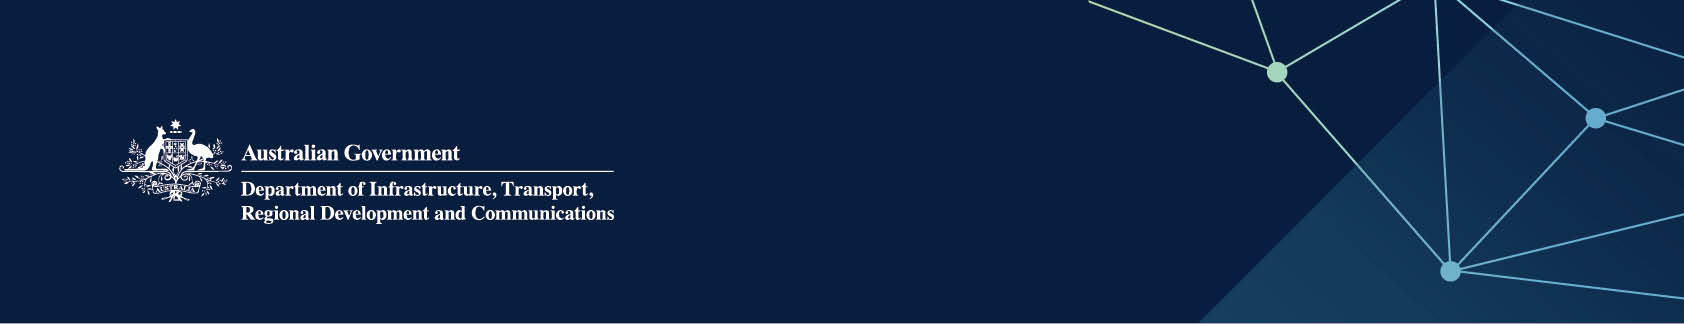 Australian Government
Department of Infrastructure, Transport,
Regional Development and Communications